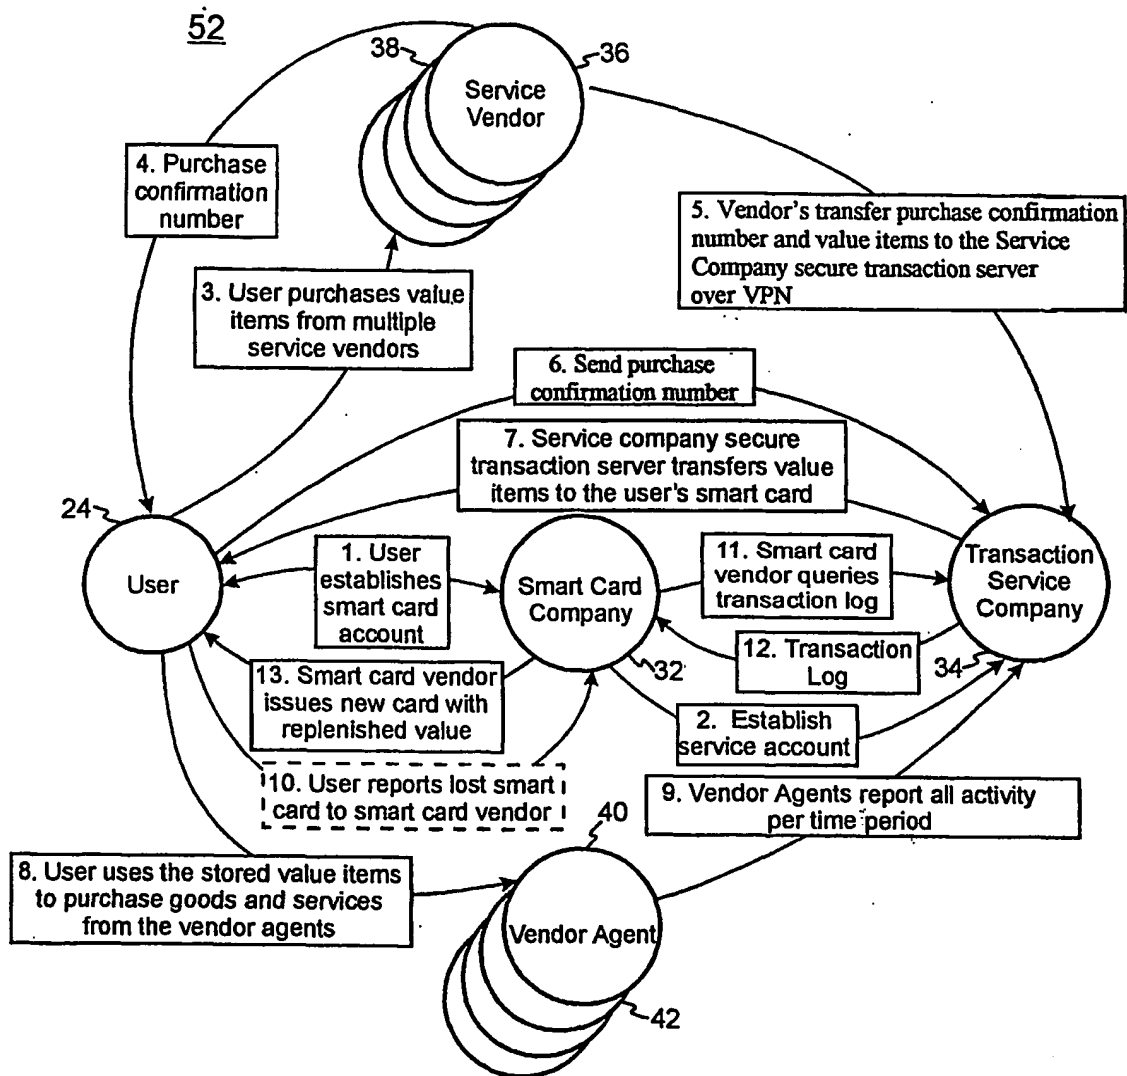 52
38
36
Service
Vendor
4. Purchase
confirmation
number
5. Vendor's transfer purchase confirmation
number and value items to the Service
Company secure transaction server
over VPN
3. User purchases value
items from multiple
service vendors
6. Send purchase
confirmation number
7. Service company secure
transaction server transfers value
items to the user's smart card
24
User
1. User
establishes
smart card
account
Smart Card
Company
32
11. Smart card
vendor queries
transaction log
Transaction
Service
Company
34
12. Transaction
Log
13. Smart card vendor
issues new card with
replenished value
2. Establish
service account
10. User reports lost smart
card to smart card vendor
9. Vendor Agents report all activity
per time period
40
8. User uses the stored value items
to purchase goods and services
from the vendor agents
Vendor Agent
42